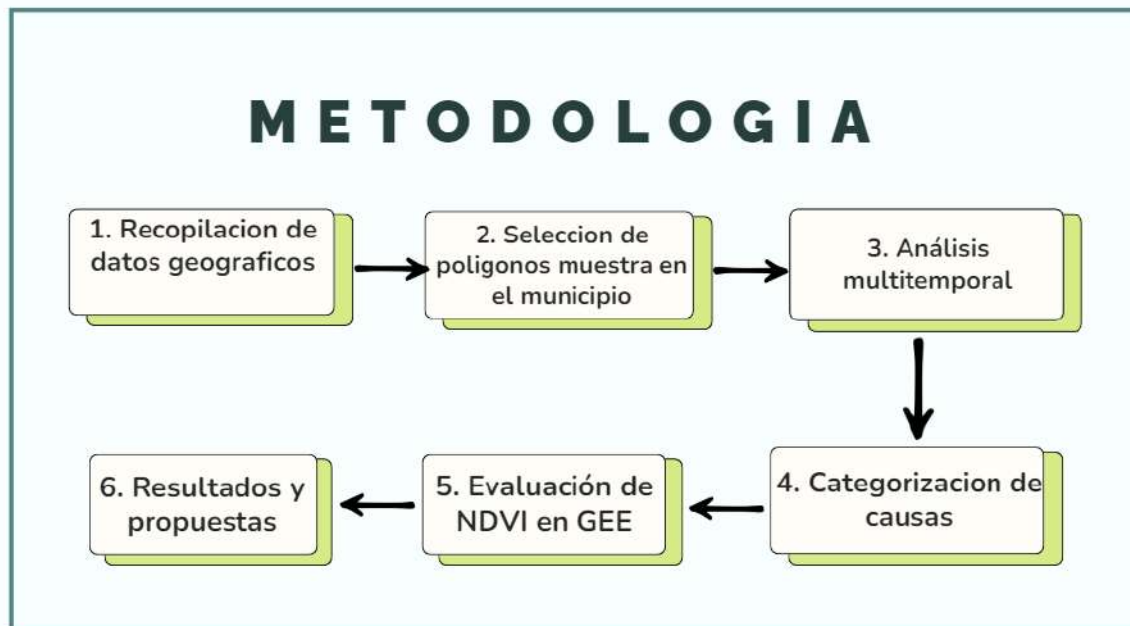 METODOLOGIA
1. Recopilacion de
datos geograficos
2. Seleccion de
poligonos muestra en
el municipio
3. Análisis
multitemporal
4. Categorizacion de
causas
5. Evaluación de
NDVI en GEE
6. Resultados y
propuestas